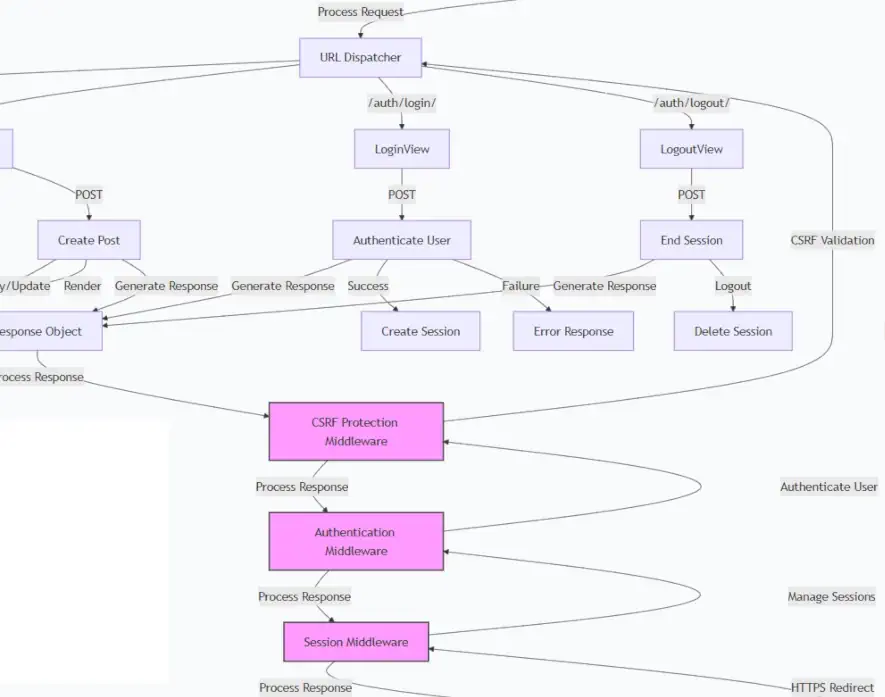 Process Request
URL Dispatcher
/auth/login/
/auth/logout/
LoginView
LogoutView
POST
POST
POST
Create Post
Authenticate User
End Session
CSRF Validation
y/Update
Render
Generate Response
Generate Response
Success
Failure
Generate Response
Logout
esponse Object
Create Session
Error Response
Delete Session
rocess Response
CSRF Protection
Middleware
Process Response
Authenticate User
Authentication
Middleware
Process Response
Manage Sessions
Session Middleware
Process Response
HTTPS Redirect